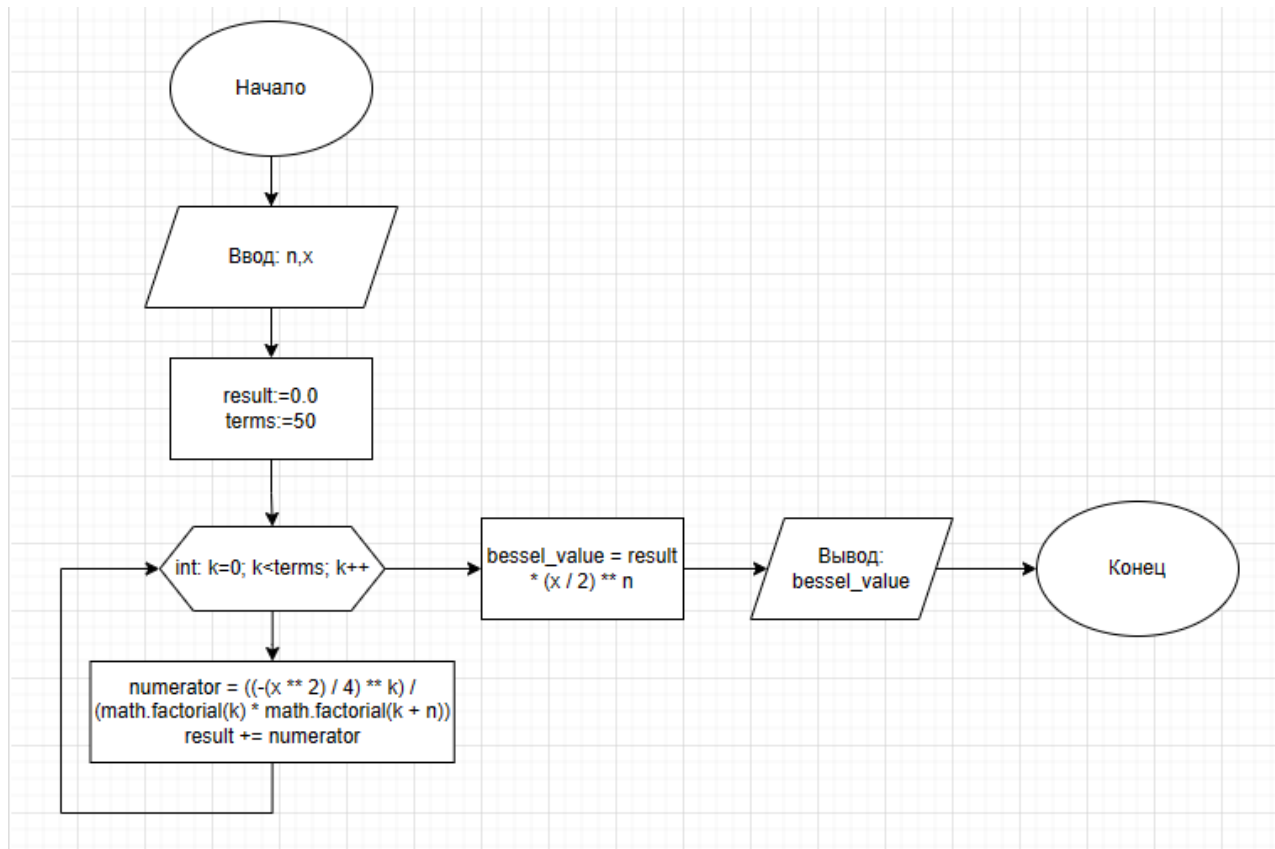 Начало
Ввод: n,x
result:=0.0
terms:=50
int: k=0; k<terms; k++
numerator = ((-(x ** 2) / 4) ** k) /
(math.factorial(k) * math.factorial(k + n))
result += numerator
bessel_value = result
* (x / 2) ** n
Вывод:
bessel_value
Конец